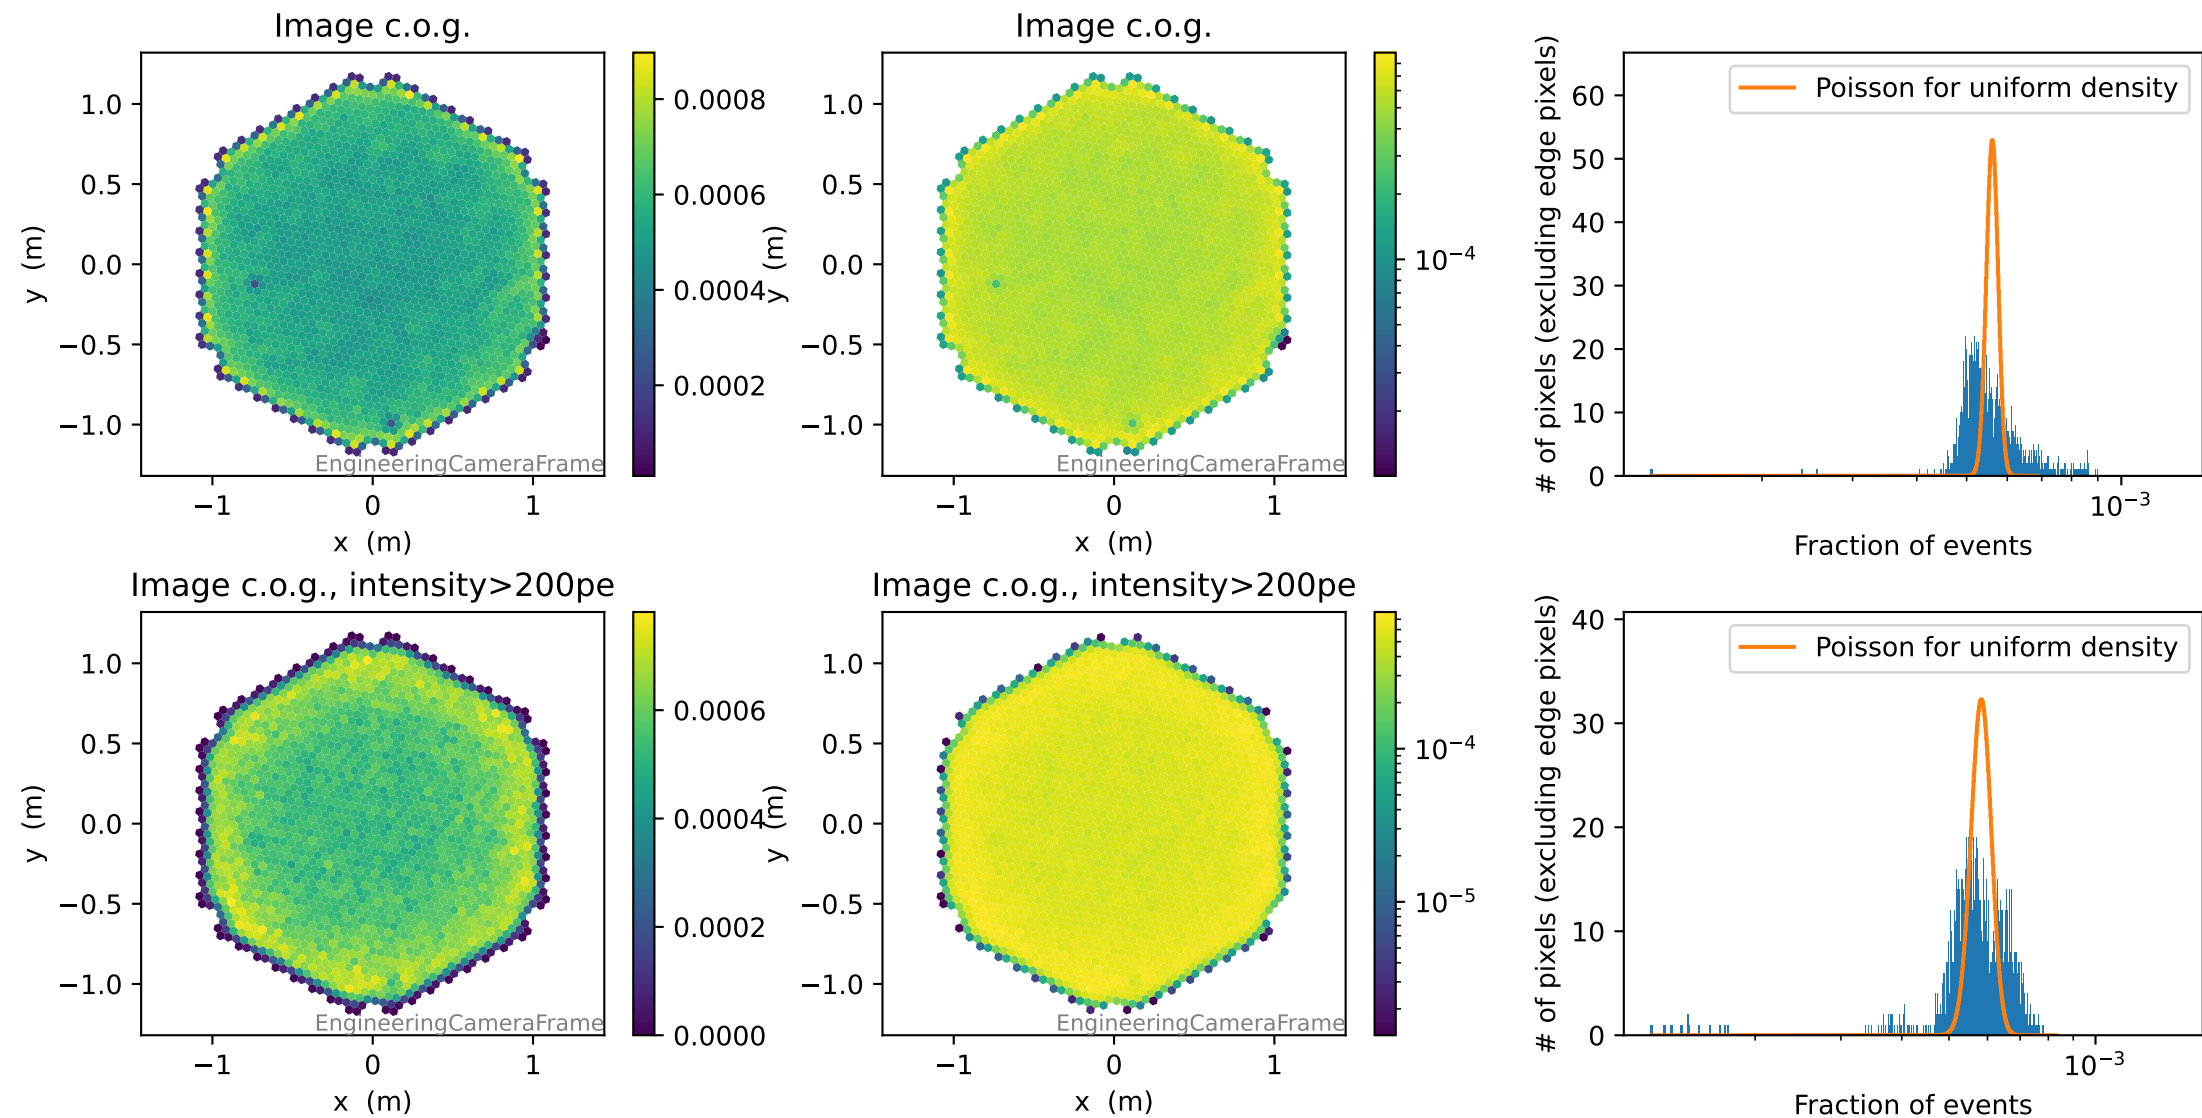 Image c.o.g.
1.0
0.5
0.0
−0.5
−1.0
y (m)
−1 0 1
x (m)
EngineeringCameraFrame
0.0008
0.0006
0.0004
0.0002
Image c.o.g.
1.0
0.5
0.0
−0.5
−1.0
y (m)
−1 0 1
x (m)
EngineeringCameraFrame
10⁻⁴
# of pixels (excluding edge pixels)
60
50
40
30
20
10
0
Poisson for uniform density
10⁻³
Fraction of events
Image c.o.g., intensity>200pe
1.0
0.5
0.0
−0.5
−1.0
y (m)
−1 0 1
x (m)
EngineeringCameraFrame
0.0006
0.0004
0.0002
0.0000
Image c.o.g., intensity>200pe
1.0
0.5
0.0
−0.5
−1.0
y (m)
−1 0 1
x (m)
EngineeringCameraFrame
10⁻⁴
10⁻⁵
# of pixels (excluding edge pixels)
40
30
20
10
0
Poisson for uniform density
10⁻³
Fraction of events